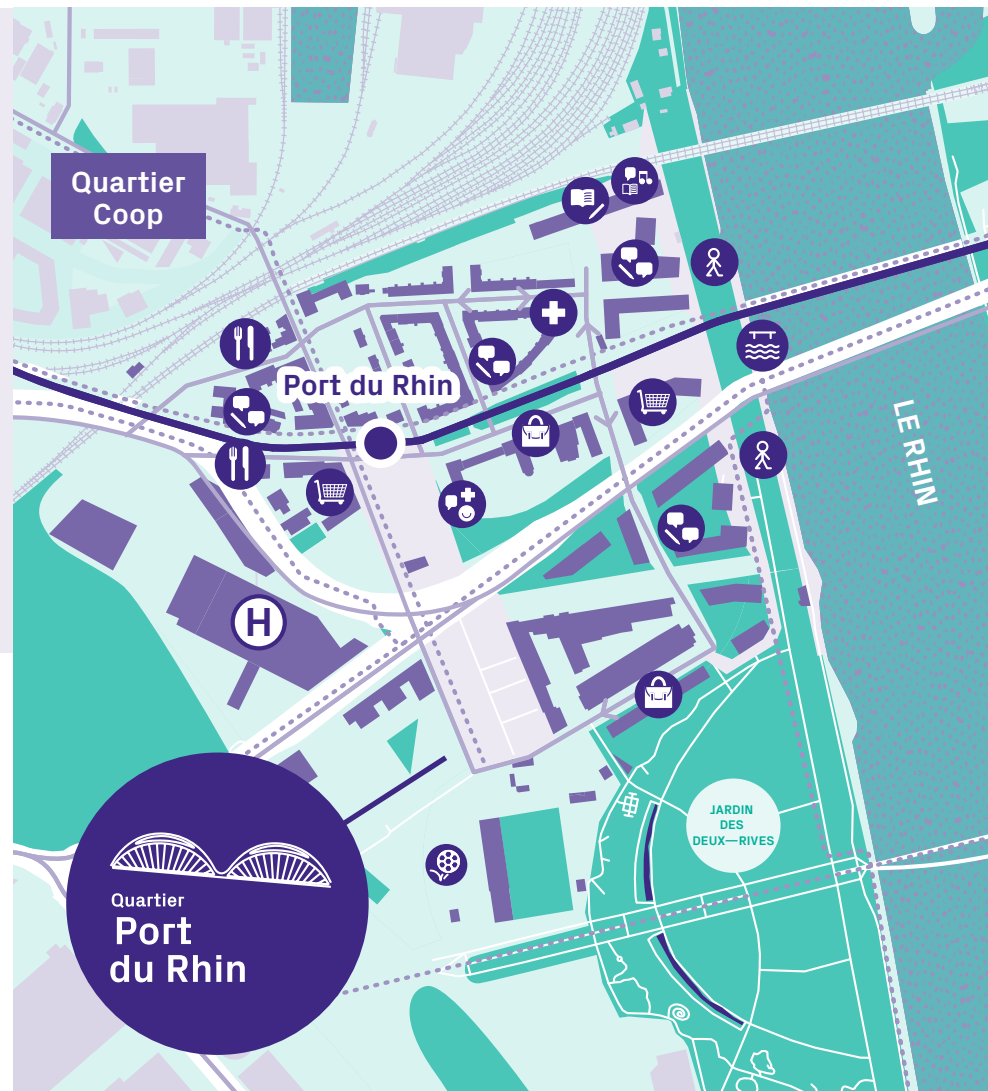 Quartier
Coop
Port du Rhin
LE RHIN
H
JARDIN
DES
DEUX—RIVES
Quartier
Port
du Rhin